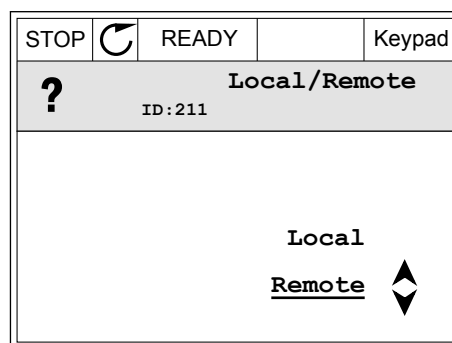 STOP READY Keypad
? Local/Remote
ID:211
Local
Remote